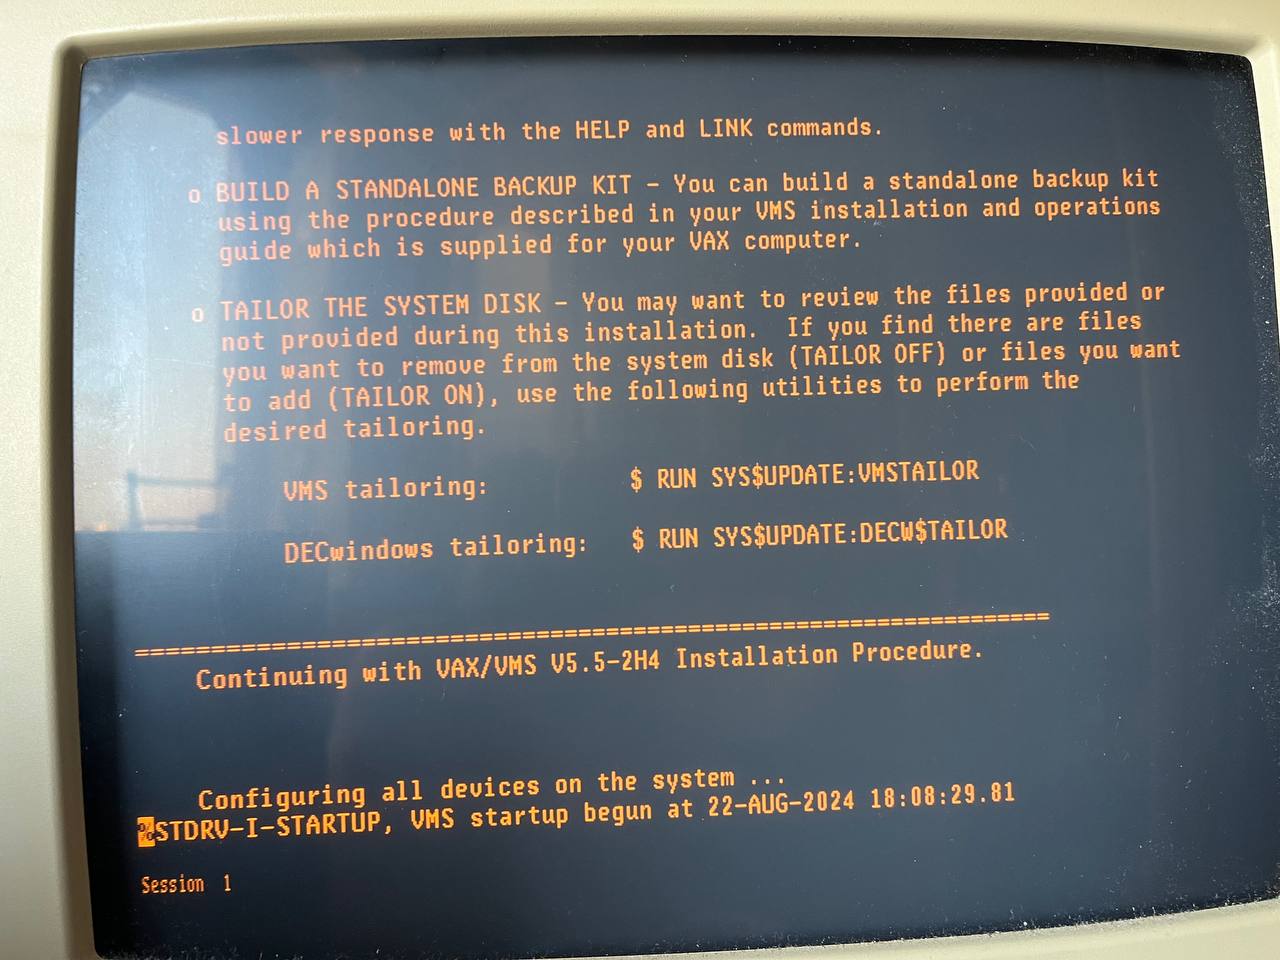 slower response with the HELP and LINK commands.
o BUILD A STANDALONE BACKUP KIT - You can build a standalone backup kit
using the procedure described in your VMS installation and operations
guide which is supplied for your VAX computer.
o TAILOR THE SYSTEM DISK - You may want to review the files provided or
not provided during this installation.  If you find there are files
you want to remove from the system disk (TAILOR OFF) or files you want
to add (TAILOR ON), use the following utilities to perform the
desired tailoring.
VMS tailoring: $ RUN SYS$UPDATE:VMSTAILOR
DECwindows tailoring: $ RUN SYS$UPDATE:DECW$TAILOR
Continuing with VAX/VMS V5.5-2H4 Installation Procedure.
Configuring all devices on the system ...
%STDRV-I-STARTUP, VMS startup begun at 22-AUG-2024 18:08:29.81
Session 1